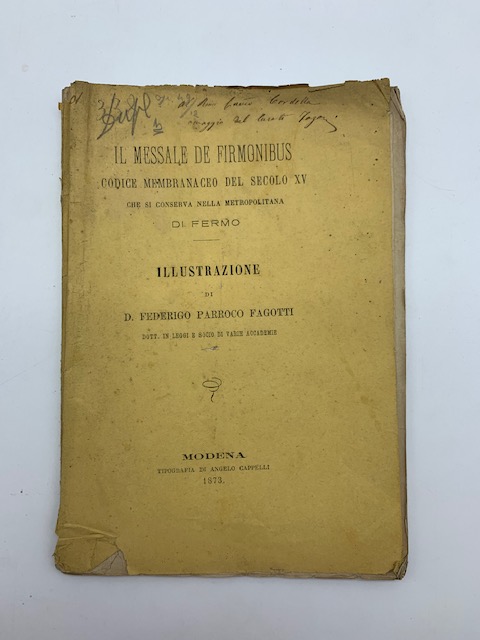 Dupl
IL MESSALE DE FIRMONIBUS
CODICE MEMBRANACEO DEL SECOLO XV
CHE SI CONSERVA NELLA METROPOLITANA
DI FERMO
ILLUSTRAZIONE
DI
D. FEDERIGO PARROCO FAGOTTI
DOTT. IN LEGGI E SOCIO DI VARIE ACCADEMIE
MODENA
TIPOGRAFIA DI ANGELO CAPPELLI
1873.